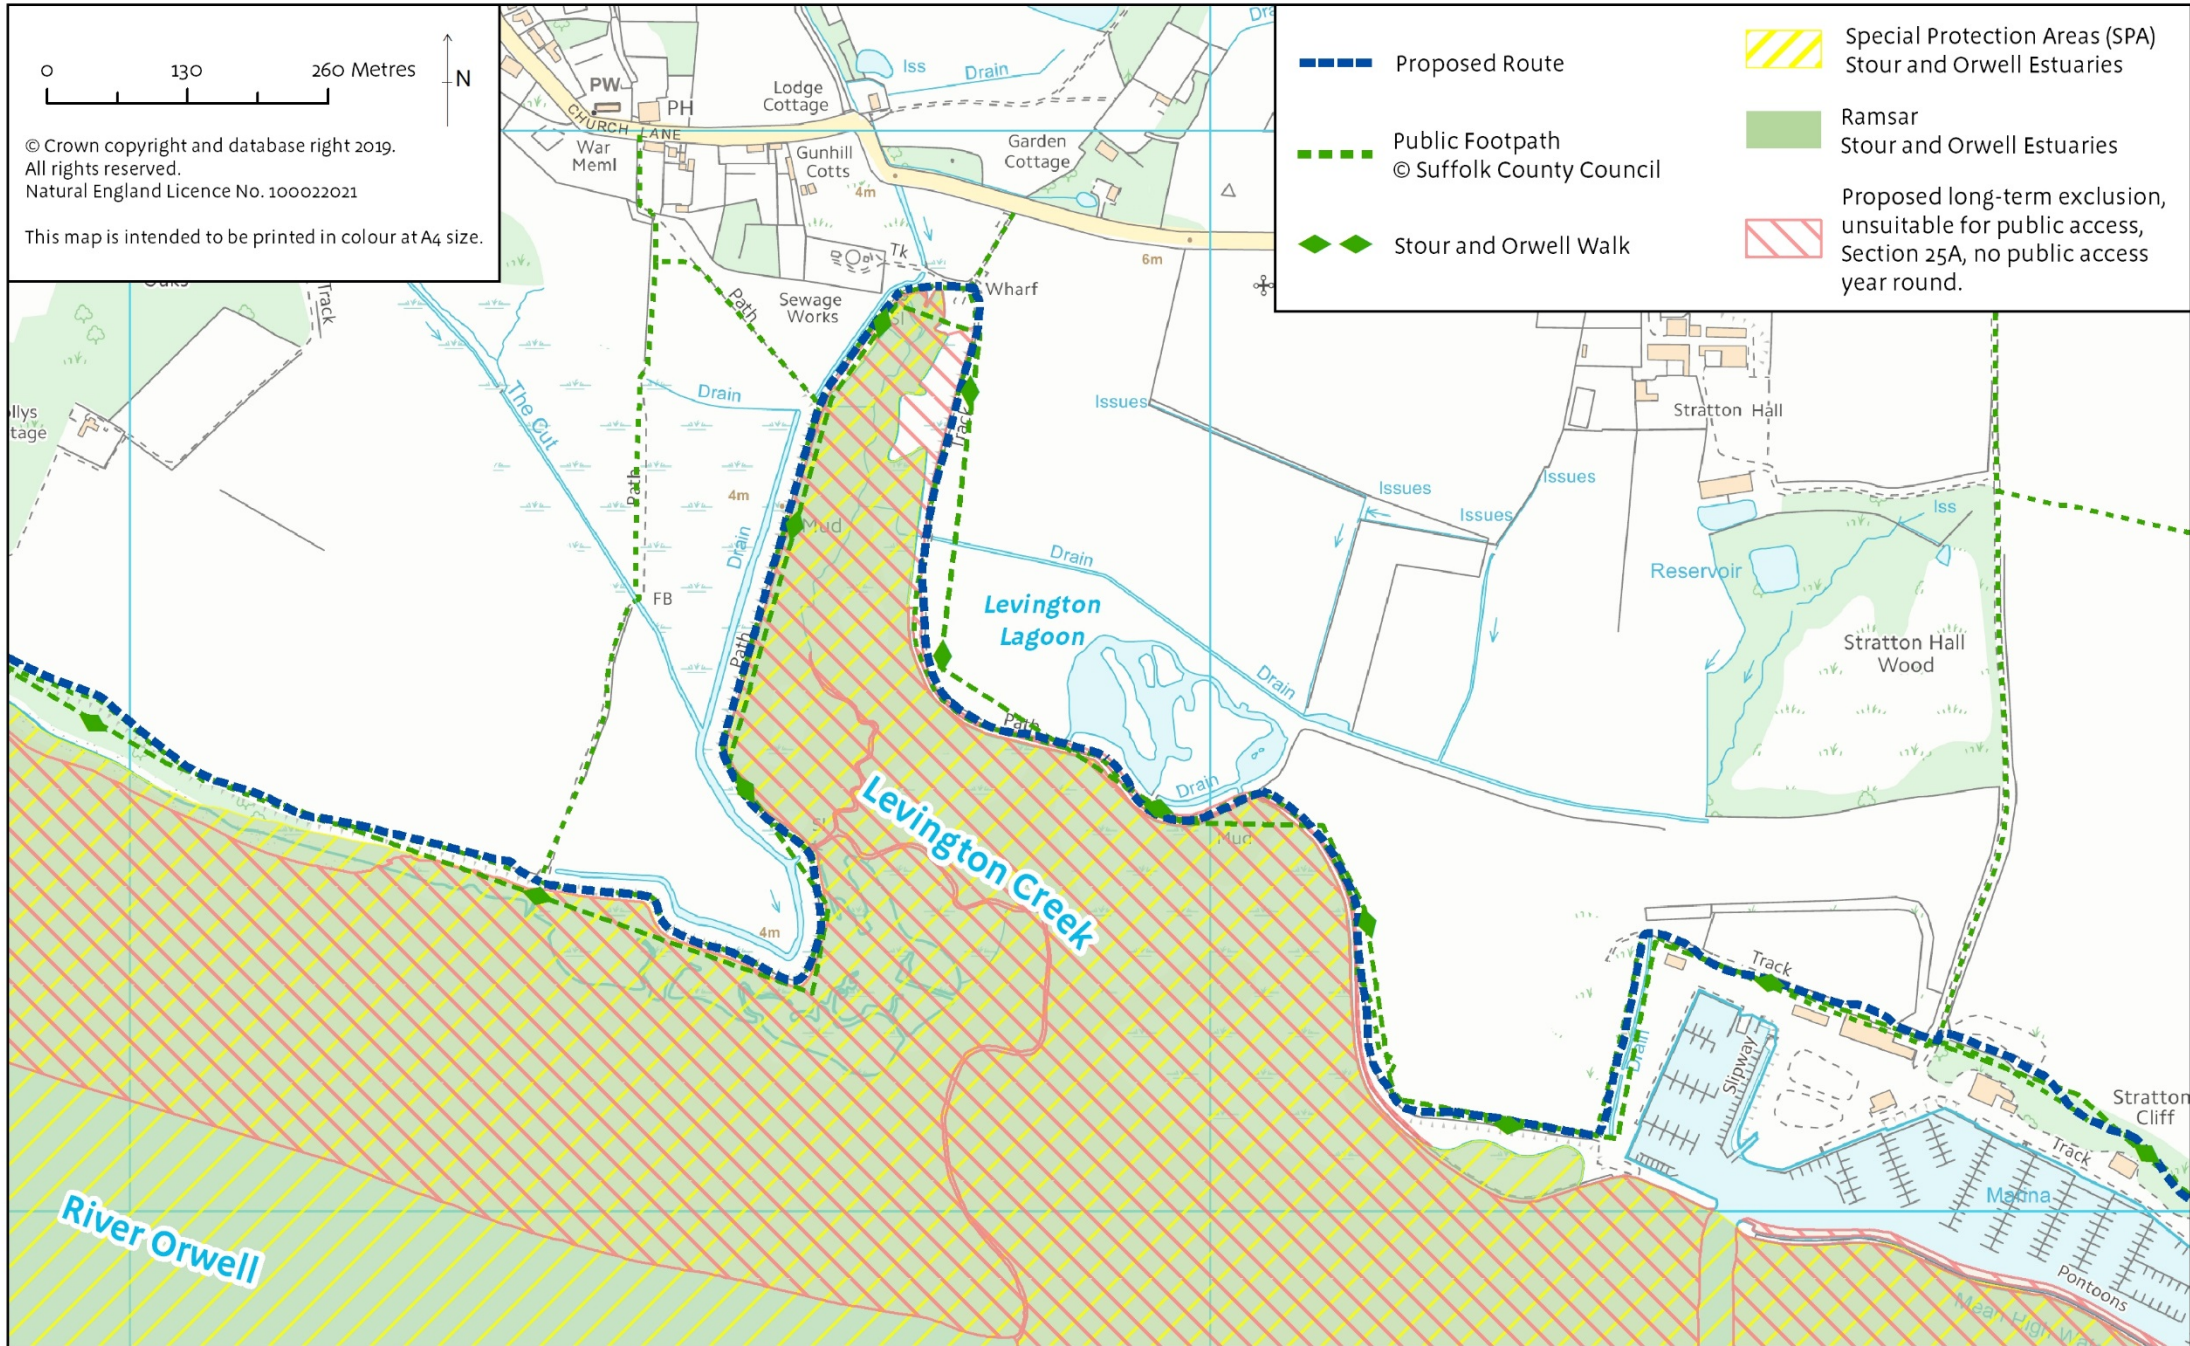 0 130 260 Metres
N
© Crown copyright and database right 2019.
All rights reserved.
Natural England Licence No. 100022021
This map is intended to be printed in colour at A4 size.
Proposed Route
Public Footpath
© Suffolk County Council
Stour and Orwell Walk
Special Protection Areas (SPA)
Stour and Orwell Estuaries
Ramsar
Stour and Orwell Estuaries
Proposed long-term exclusion,
unsuitable for public access,
Section 25A, no public access
year round.
PW
PH
CHURCH LANE
War
Meml
Lodge
Cottage
Iss
Drain
Gunhill
Cotts
4m
Garden
Cottage
6m
Tk
Wharf
Sewage
Works
Path
Track
Drain
The Cut
Path
4m
Drain
Mud
Track
FB
Path
Issues
Issues
Issues
Issues
Drain
Levington
Lagoon
Drain
Path
Drain
Mud
Stratton Hall
Iss
Reservoir
Stratton Hall
Wood
Levington Creek
4m
River Orwell
Track
Drain
Slipway
Stratton
Cliff
Track
Marina
Pontoons
Mean High Wat